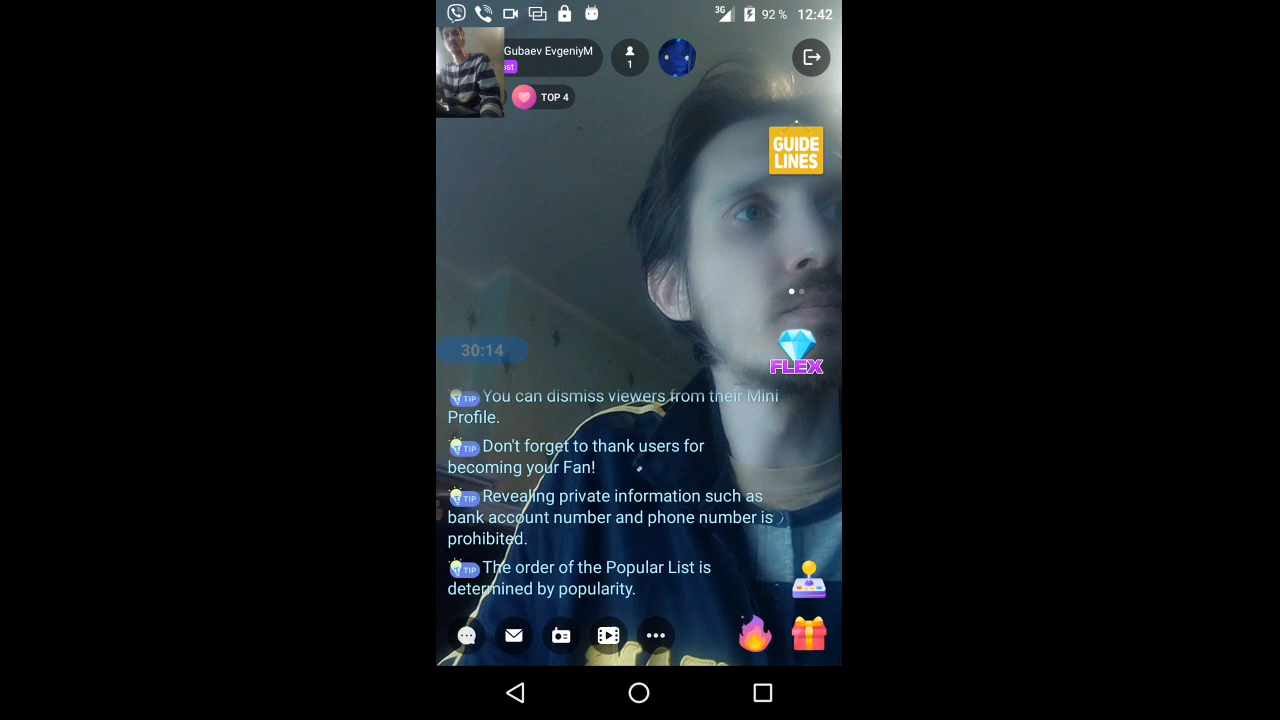 3G 92 % 12:42
Gubaev EvgeniyM
ost
1
TOP 4
GUIDE
LINES
30:14
FLEX
TIP You can dismiss viewers from their Mini
Profile.
TIP Don't forget to thank users for
becoming your Fan!
TIP Revealing private information such as
bank account number and phone number is
prohibited.
TIP The order of the Popular List is
determined by popularity.